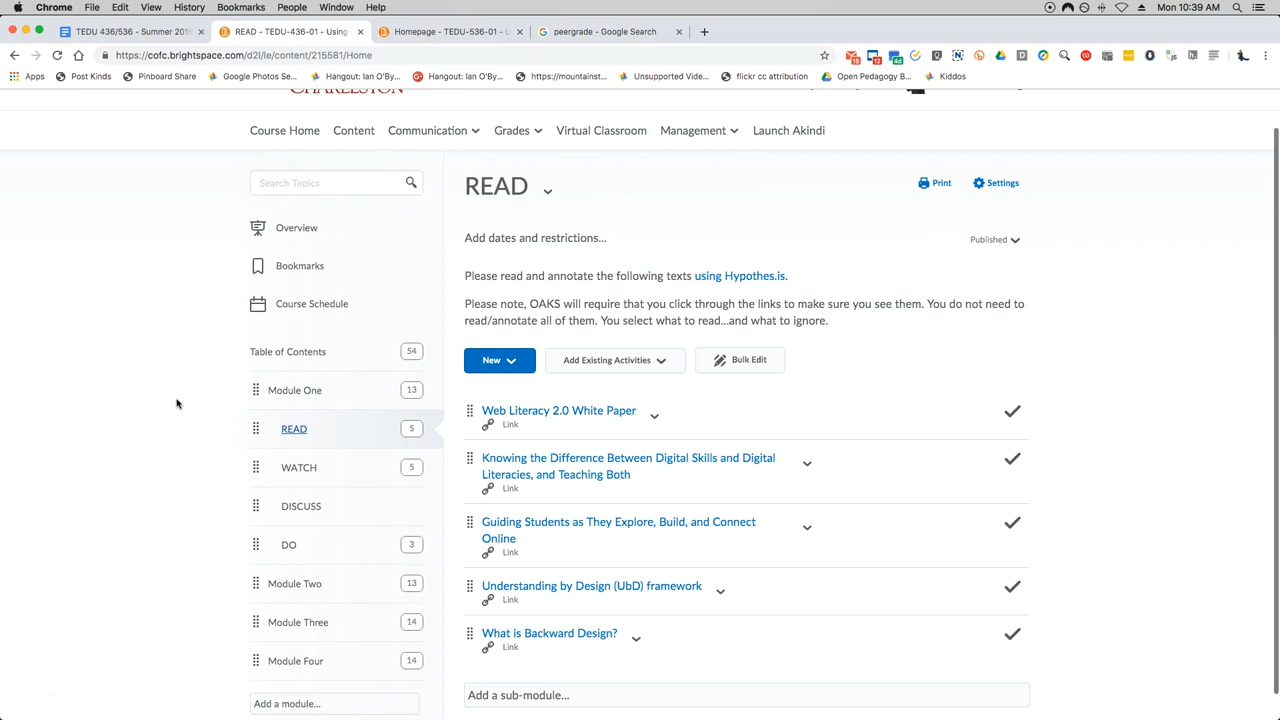 Chrome File Edit View History Bookmarks People Window Help
Mon 10:39 AM
TEDU 436/536 - Summer 2019
READ - TEDU-436-01 - Using
Homepage - TEDU-536-01 - U
peergrade - Google Search
https://cofc.brightspace.com/d2l/le/content/215581/Home
Apps Post Kinds Pinboard Share Google Photos Se... Hangout: Ian O'By... Hangout: Ian O'By... https://mountainst... Unsupported Vide... flickr cc attribution Open Pedagogy B... Kiddos
CHARLESTON
Course Home Content Communication Grades Virtual Classroom Management Launch Akindi
Search Topics
Overview
Bookmarks
Course Schedule
Table of Contents 54
Module One 13
READ 5
WATCH 5
DISCUSS
DO 3
Module Two 13
Module Three 14
Module Four 14
Add a module...
READ
Print Settings
Add dates and restrictions...
Published
Please read and annotate the following texts using Hypothes.is.
Please note, OAKS will require that you click through the links to make sure you see them. You do not need to
read/annotate all of them. You select what to read...and what to ignore.
New Add Existing Activities Bulk Edit
Web Literacy 2.0 White Paper
Link
Knowing the Difference Between Digital Skills and Digital
Literacies, and Teaching Both
Link
Guiding Students as They Explore, Build, and Connect
Online
Link
Understanding by Design (UbD) framework
Link
What is Backward Design?
Link
Add a sub-module...